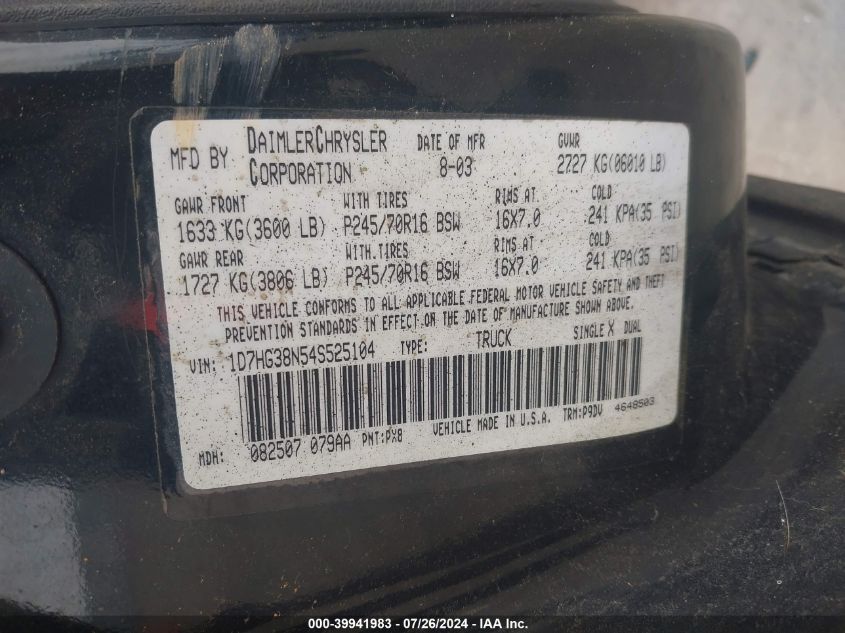 MFD BY DAIMLERCHRYSLER CORPORATION DATE OF MFR 8-03 GVWR 2727 KG(06010 LB)
GAWR FRONT WITH TIRES RIMS AT COLD
1633 KG(3600 LB) P245/70R16 BSW 16X7.0 241 KPA(35 PSI)
GAWR REAR WITH.TIRES RIMS AT COLD
1727 KG(3806 LB) P245/70R16 BSW 16X7.0 241 KPA(35 PSI)
THIS VEHICLE CONFORMS TO ALL APPLICABLE FEDERAL MOTOR VEHICLE SAFETY AND THEFT
PREVENTION STANDARDS IN EFFECT ON THE DATE OF MANUFACTURE SHOWN ABOVE.
VIN: 1D7HG38N54S525104 TYPE: TRUCK SINGLE X DUAL
MDH: 082507 079AA PNT:PX8 VEHICLE MADE IN U.S.A. TRM:P9DV 4648503
000-39941983 - 07/26/2024 - IAA Inc.